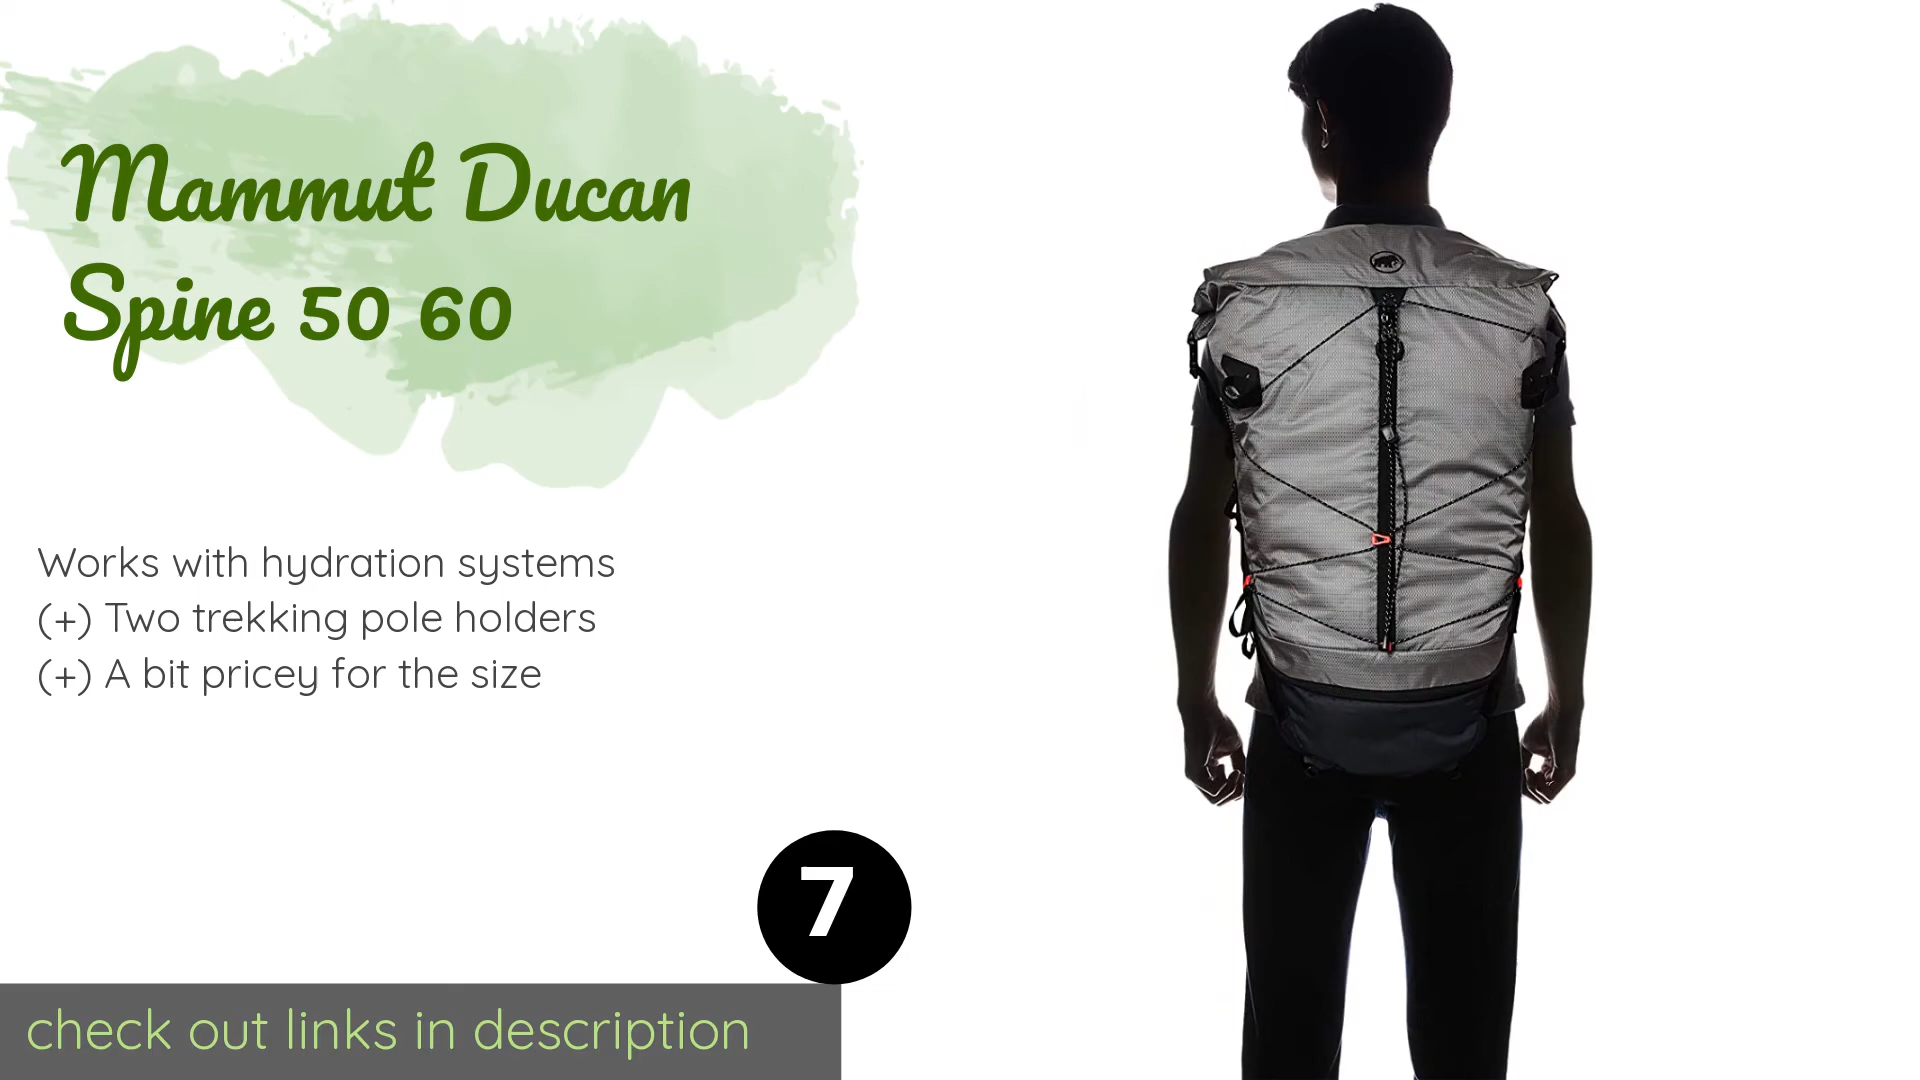 Mammut Ducan
Spine 50 60
Works with hydration systems
(+) Two trekking pole holders
(+) A bit pricey for the size
7
check out links in description